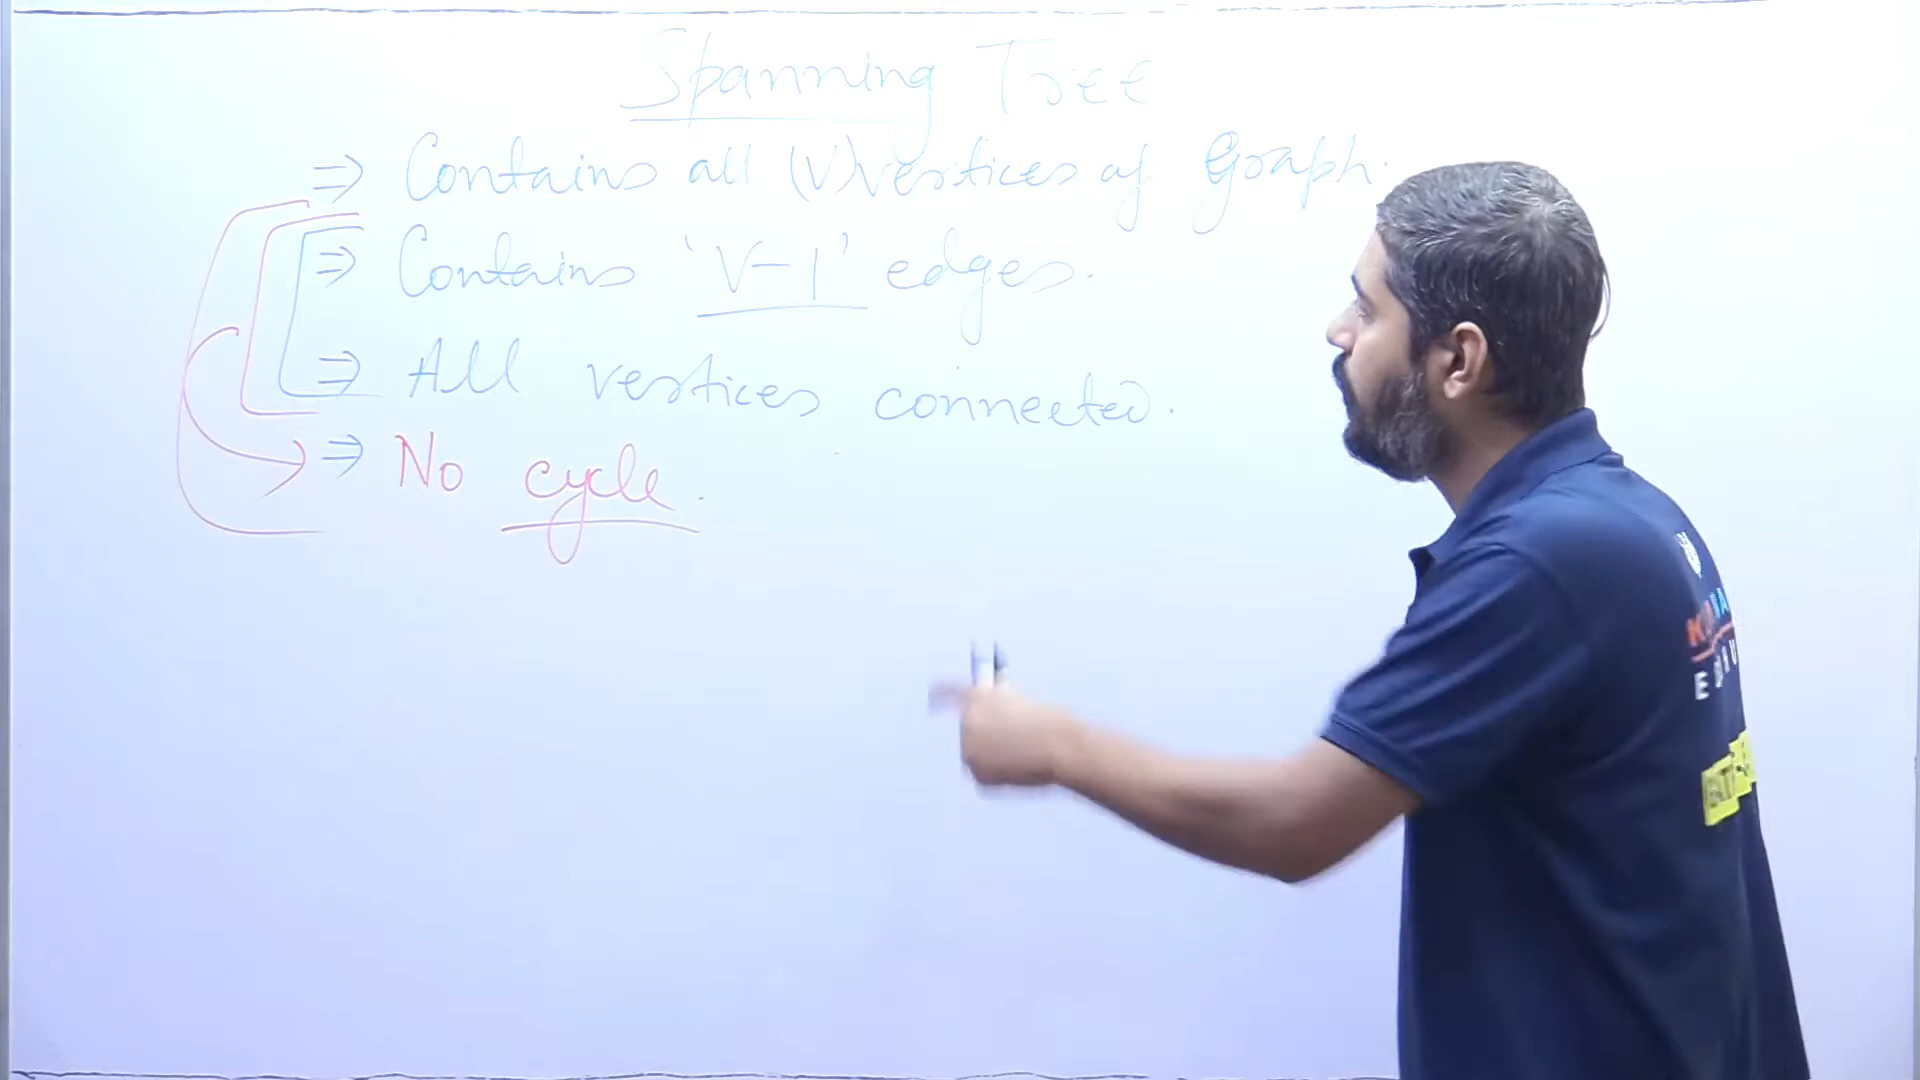 Spanning Tree
⇒ Contains all (V) vertices of Graph.
⇒ Contains 'V-1' edges.
⇒ All vertices connected.
⇒ No cycle.